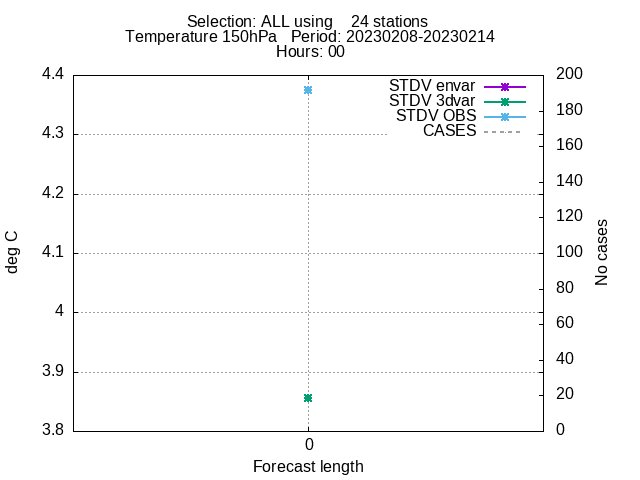 Selection: ALL using    24 stations
Temperature 150hPa   Period: 20230208-20230214
Hours: 00
4.4
4.3
4.2
4.1
4
3.9
3.8
deg C
STDV envar
STDV 3dvar
STDV OBS
CASES
200
180
160
140
120
100
80
60
40
20
0
No cases
0
Forecast length